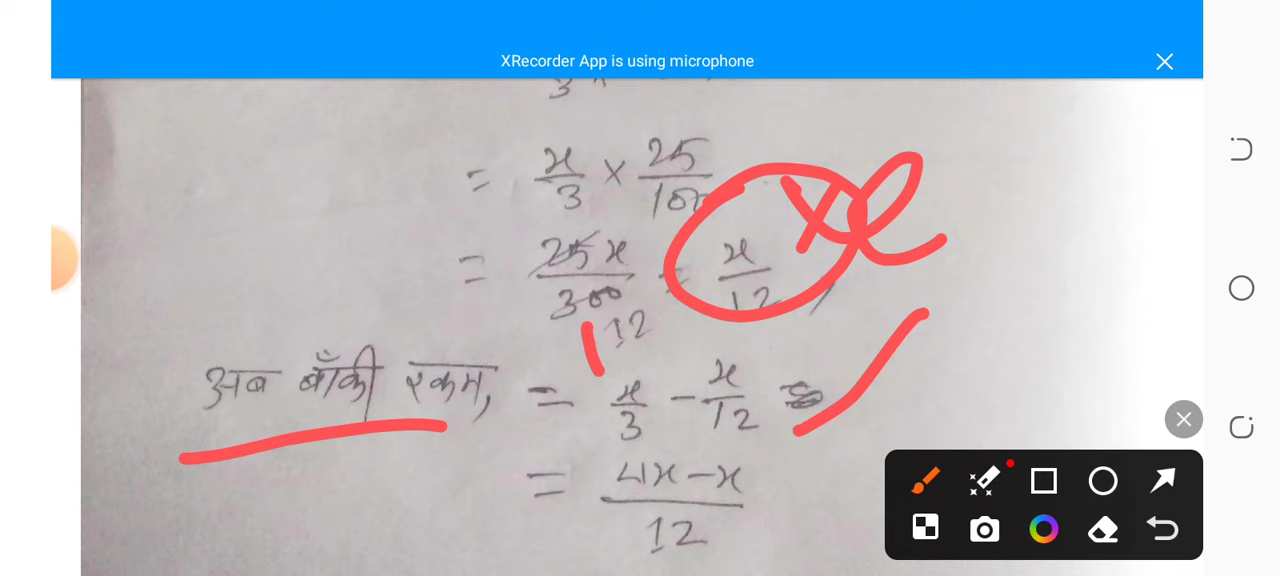 XRecorder App is using microphone
= x/3 × 25/100
= 25x/300 = x/12
12
अब बाँकी रकम, = x/3 - x/12
= 4x-x/12